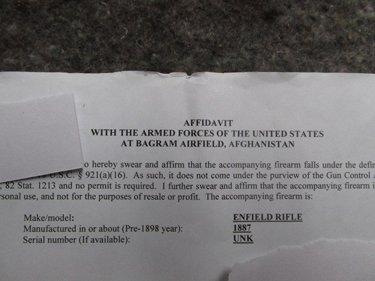 AFFIDAVIT
WITH THE ARMED FORCES OF THE UNITED STATES
AT BAGRAM AIRFIELD, AFGHANISTAN
o hereby swear and affirm that the accompanying firearm falls under the defin
U.S.C. § 921(a)(16). As such, it does not come under the purview of the Gun Control A
, 82 Stat. 1213 and no permit is required. I further swear and affirm that the accompanying firearm i
rsonal use, and not for the purposes of resale or profit. The accompanying firearm is:
Make/model: ENFIELD RIFLE
Manufactured in or about (Pre-1898 year): 1887
Serial number (If available): UNK